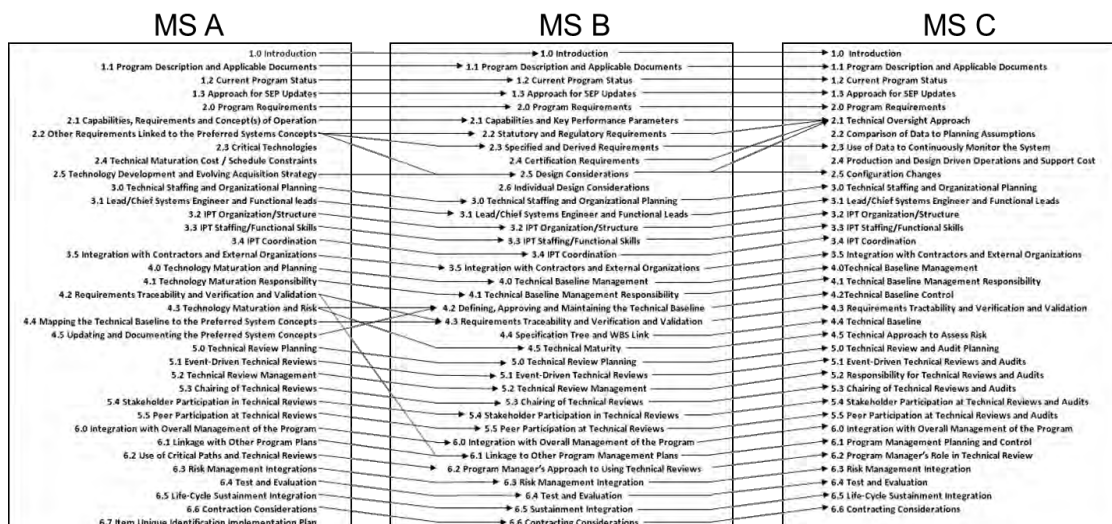 MS A
1.0 Introduction
1.1 Program Description and Applicable Documents
1.2 Current Program Status
1.3 Approach for SEP Updates
2.0 Program Requirements
2.1 Capabilities, Requirements and Concept(s) of Operation
2.2 Other Requirements Linked to the Preferred Systems Concepts
2.3 Critical Technologies
2.4 Technical Maturation Cost / Schedule Constraints
2.5 Technology Development and Evolving Acquisition Strategy
3.0 Technical Staffing and Organizational Planning
3.1 Lead/Chief Systems Engineer and Functional leads
3.2 IPT Organization/Structure
3.3 IPT Staffing/Functional Skills
3.4 IPT Coordination
3.5 Integration with Contractors and External Organizations
4.0 Technology Maturation and Planning
4.1 Technology Maturation Responsibility
4.2 Requirements Traceability and Verification and Validation
4.3 Technology Maturation and Risk
4.4 Mapping the Technical Baseline to the Preferred System Concepts
4.5 Updating and Documenting the Preferred System Concepts
5.0 Technical Review Planning
5.1 Event-Driven Technical Reviews
5.2 Technical Review Management
5.3 Chairing of Technical Reviews
5.4 Stakeholder Participation in Technical Reviews
5.5 Peer Participation at Technical Reviews
6.0 Integration with Overall Management of the Program
6.1 Linkage with Other Program Plans
6.2 Use of Critical Paths and Technical Reviews
6.3 Risk Management Integrations
6.4 Test and Evaluation
6.5 Life-Cycle Sustainment Integration
6.6 Contraction Considerations
6.7 Item Unique Identification Implementation Plan
MS B
1.0 Introduction
1.1 Program Description and Applicable Documents
1.2 Current Program Status
1.3 Approach for SEP Updates
2.0 Program Requirements
2.1 Capabilities and Key Performance Parameters
2.2 Statutory and Regulatory Requirements
2.3 Specified and Derived Requirements
2.4 Certification Requirements
2.5 Design Considerations
2.6 Individual Design Considerations
3.0 Technical Staffing and Organizational Planning
3.1 Lead/Chief Systems Engineer and Functional Leads
3.2 IPT Organization/Structure
3.3 IPT Staffing/Functional Skills
3.4 IPT Coordination
3.5 Integration with Contractors and External Organizations
4.0 Technical Baseline Management
4.1 Technical Baseline Management Responsibility
4.2 Defining, Approving and Maintaining the Technical Baseline
4.3 Requirements Traceability and Verification and Validation
4.4 Specification Tree and WBS Link
4.5 Technical Maturity
5.0 Technical Review Planning
5.1 Event-Driven Technical Reviews
5.2 Technical Review Management
5.3 Chairing of Technical Reviews
5.4 Stakeholder Participation in Technical Reviews
5.5 Peer Participation at Technical Reviews
6.0 Integration with Overall Management of the Program
6.1 Linkage to Other Program Management Plans
6.2 Program Manager's Approach to Using Technical Reviews
6.3 Risk Management Integration
6.4 Test and Evaluation
6.5 Sustainment Integration
6.6 Contracting Considerations
MS C
1.0 Introduction
1.1 Program Description and Applicable Documents
1.2 Current Program Status
1.3 Approach for SEP Updates
2.0 Program Requirements
2.1 Technical Oversight Approach
2.2 Comparison of Data to Planning Assumptions
2.3 Use of Data to Continuously Monitor the System
2.4 Production and Design Driven Operations and Support Cost
2.5 Configuration Changes
3.0 Technical Staffing and Organizational Planning
3.1 Lead/Chief Systems Engineer and Functional Leads
3.2 IPT Organization/Structure
3.3 IPT Staffing/Functional Skills
3.4 IPT Coordination
3.5 Integration with Contractors and External Organizations
4.0Technical Baseline Management
4.1 Technical Baseline Management Responsibility
4.2Technical Baseline Control
4.3 Requirements Tractability and Verification and Validation
4.4 Technical Baseline
4.5 Technical Approach to Assess Risk
5.0 Technical Review and Audit Planning
5.1 Event-Driven Technical Reviews and Audits
5.2 Responsibility for Technical Reviews and Audits
5.3 Chairing of Technical Reviews and Audits
5.4 Stakeholder Participation at Technical Reviews and Audits
5.5 Peer Participation at Technical Reviews and Audits
6.0 Integration with Overall Management of the Program
6.1 Program Management Planning and Control
6.2 Program Manager's Role in Technical Review
6.3 Risk Management Integration
6.4 Test and Evaluation
6.5 Life-Cycle Sustainment Integration
6.6 Contracting Considerations